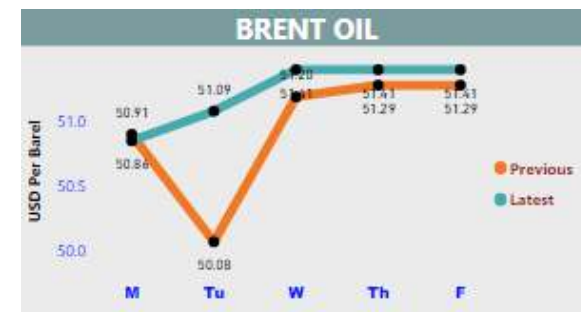 BRENT OIL
USD Per Barel
51.0
50.5
50.0
50.91
50.86
51.09
50.08
51.20
51.41
51.41
51.29
51.41
51.29
Previous
Latest
M Tu W Th F